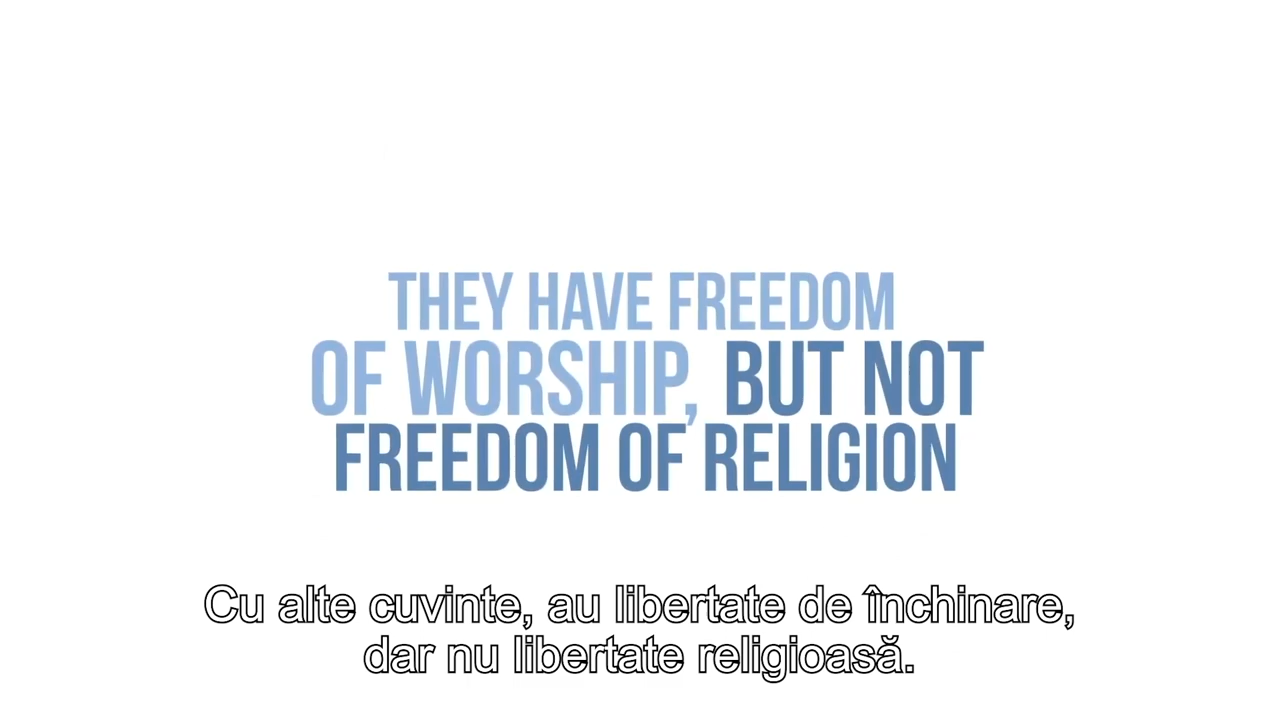 THEY HAVE FREEDOM
OF WORSHIP, BUT NOT
FREEDOM OF RELIGION
Cu alte cuvinte, au libertate de închinare,
dar nu libertate religioasă.